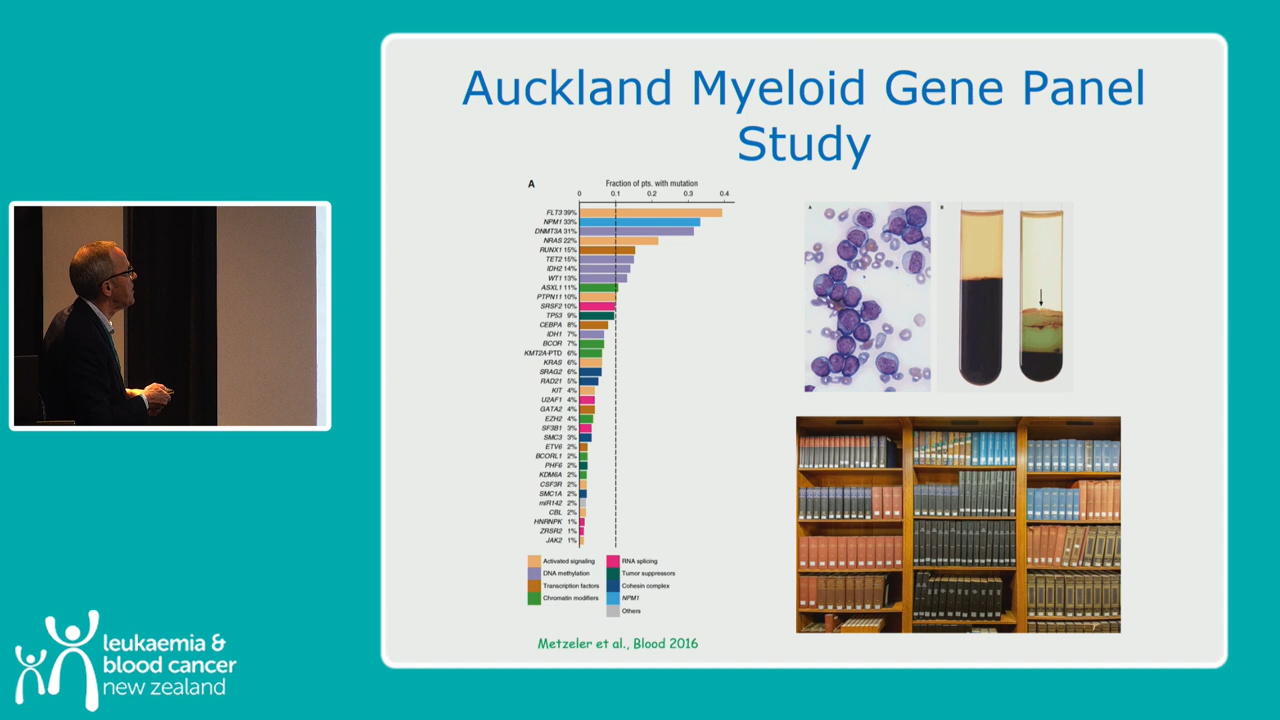 Auckland Myeloid Gene Panel
Study
A
Fraction of pts. with mutation
0 0.1 0.2 0.3 0.4
FLT3 39%
NPM1 33%
DNMT3A 31%
NRAS 22%
RUNX1 15%
TET2 15%
IDH2 14%
WT1 13%
ASXL1 11%
PTPN11 10%
SRSF2 10%
TP53 9%
CEBPA 8%
IDH1 7%
BCOR 7%
KMT2A-PTD 6%
KRAS 6%
SRAG2 6%
RAD21 5%
KIT 4%
U2AF1 4%
GATA2 4%
EZH2 4%
SF3B1 3%
SMC3 3%
ETV6 2%
BCORL1 2%
PHF6 2%
KDM6A 2%
CSF3R 2%
SMC1A 2%
miR142 2%
CBL 2%
HNRNPK 1%
ZRSR2 1%
JAK2 1%
Activated signaling
DNA methylation
Transcription factors
Chromatin modifiers
RNA splicing
Tumor suppressors
Cohesin complex
NPM1
Others
Metzeler et al., Blood 2016
A
B
leukaemia &
blood cancer
new zealand